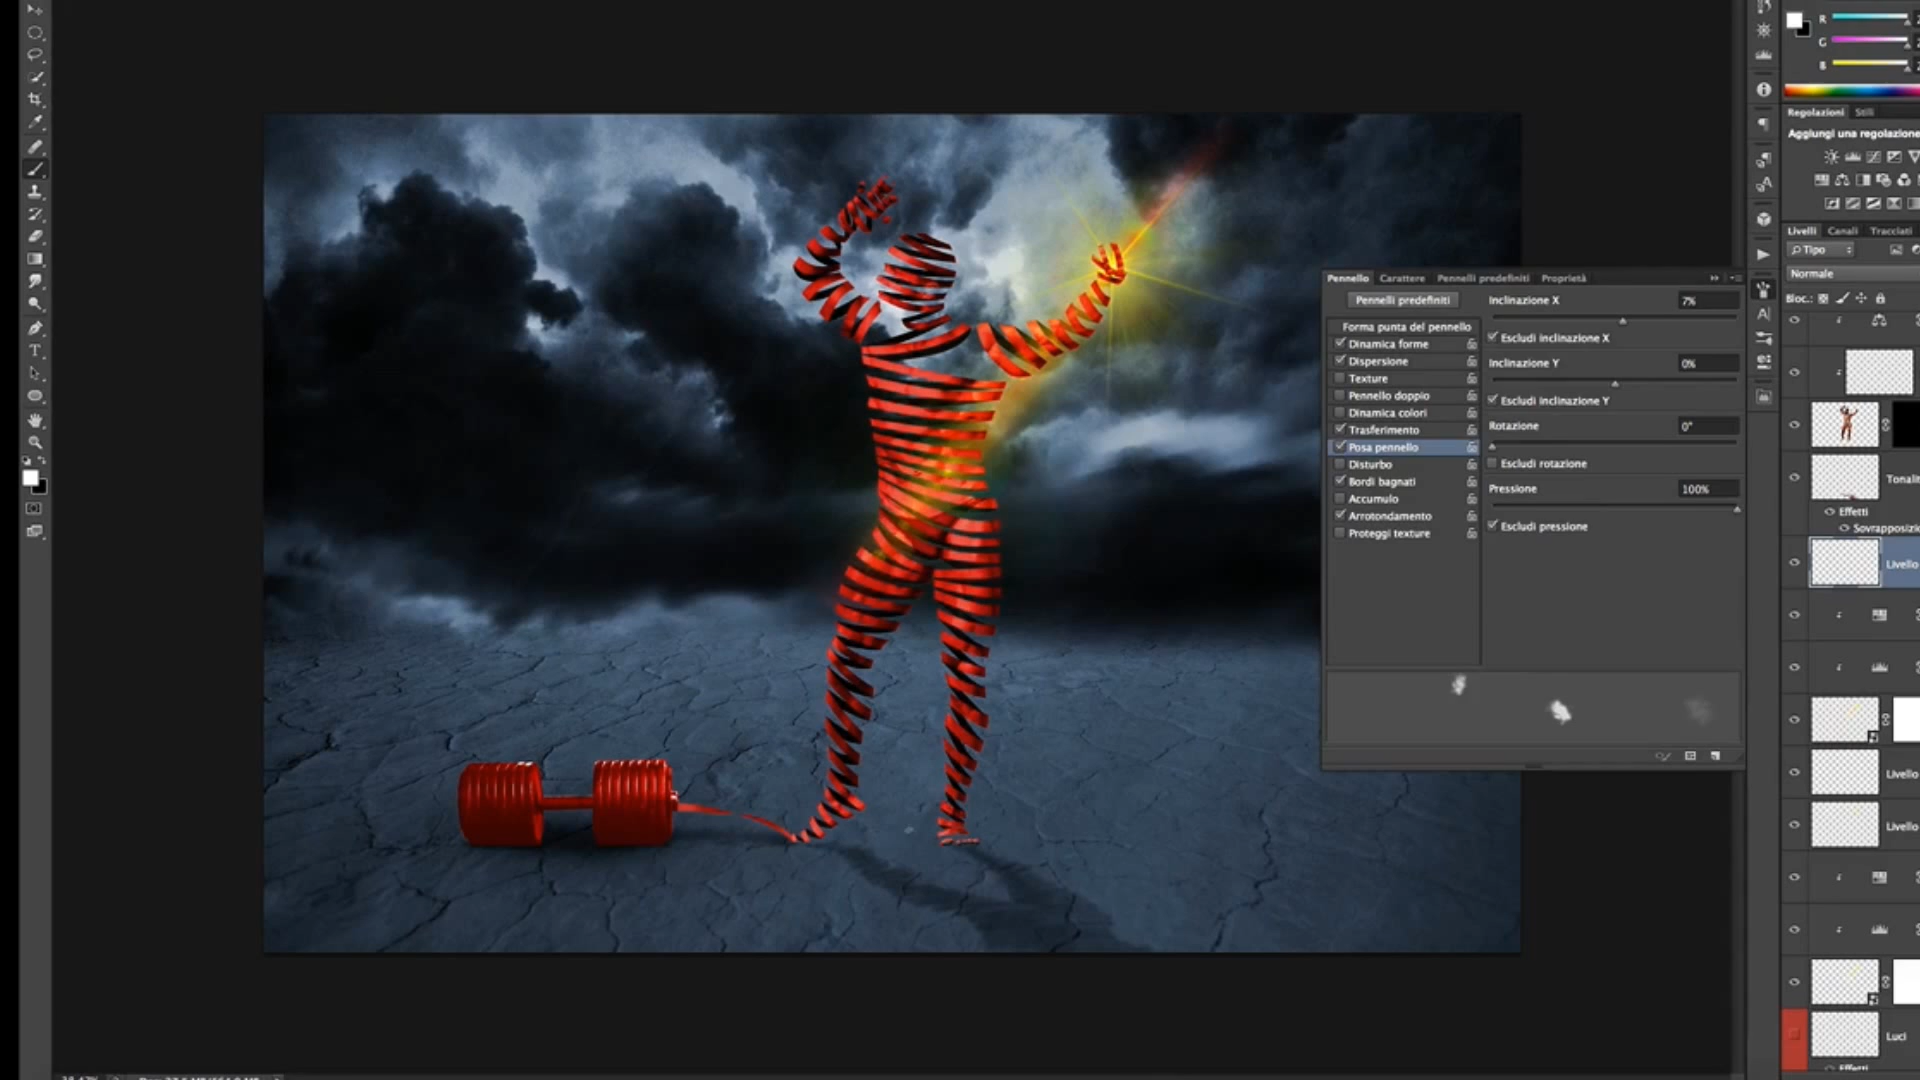 R
G
B
Regolazioni Stili
Aggiungi una regolazione
Livelli Canali Tracciati
Tipo
Normale
Bloc.:
Pennello Carattere Pennelli predefiniti Proprietà
Pennelli predefiniti
Inclinazione X 7%
Forma punta del pennello
Dinamica forme
Escludi inclinazione X
Dispersione
Inclinazione Y 0%
Texture
Pennello doppio
Escludi inclinazione Y
Dinamica colori
Trasferimento
Rotazione 0°
Posa pennello
Disturbo
Escludi rotazione
Bordi bagnati
Pressione 100%
Accumulo
Arrotondamento
Escludi pressione
Proteggi texture
Effetti
Livello
Livello
Livello
Luci
Effetti